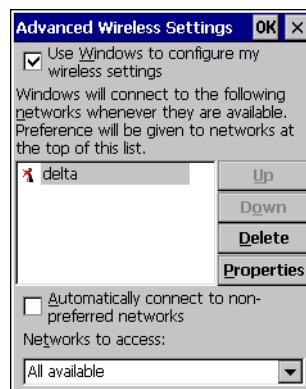 Advanced Wireless Settings OK ×
Use Windows to configure my
wireless settings
Windows will connect to the following
networks whenever they are available.
Preference will be given to networks at
the top of this list.
delta
Up
Down
Delete
Properties
Automatically connect to non-
preferred networks
Networks to access:
All available